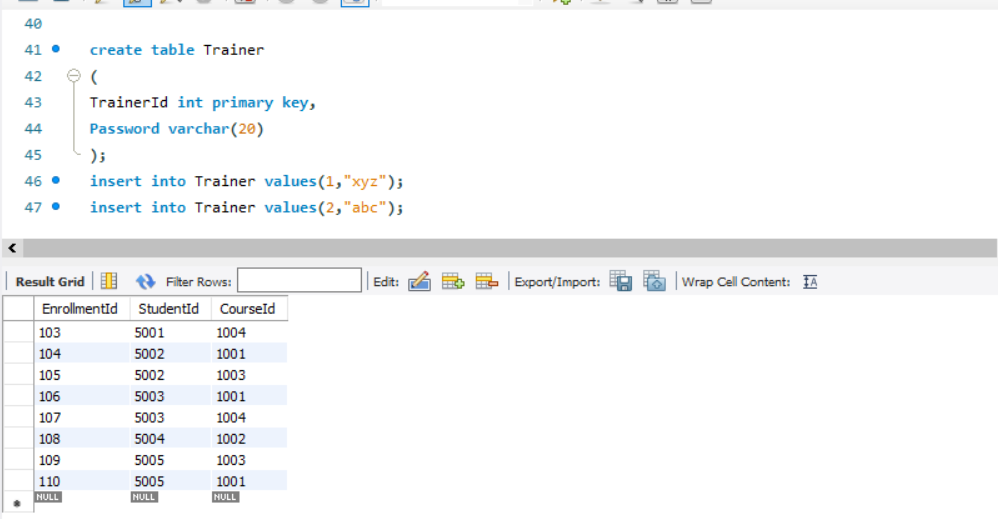 40
41 create table Trainer
42 (
43 TrainerId int primary key,
44 Password varchar(20)
45 );
46 insert into Trainer values(1,"xyz");
47 insert into Trainer values(2,"abc");
Result Grid Filter Rows: Edit: Export/Import: Wrap Cell Content: IA
EnrollmentId StudentId CourseId
103 5001 1004
104 5002 1001
105 5002 1003
106 5003 1001
107 5003 1004
108 5004 1002
109 5005 1003
110 5005 1001
NULL NULL NULL